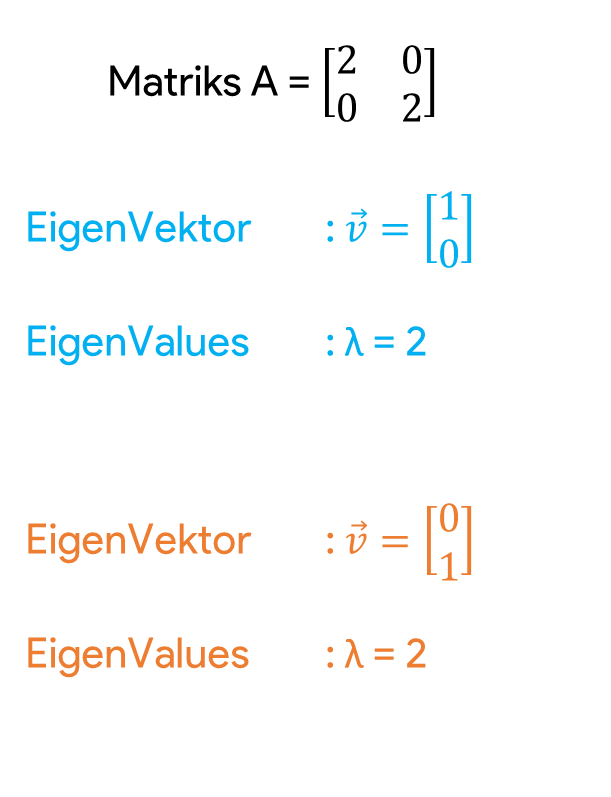 Matriks A = [2 0
0 2]
EigenVektor : v⃗ = [1
0]
EigenValues : λ = 2
EigenVektor : v⃗ = [0
1]
EigenValues : λ = 2